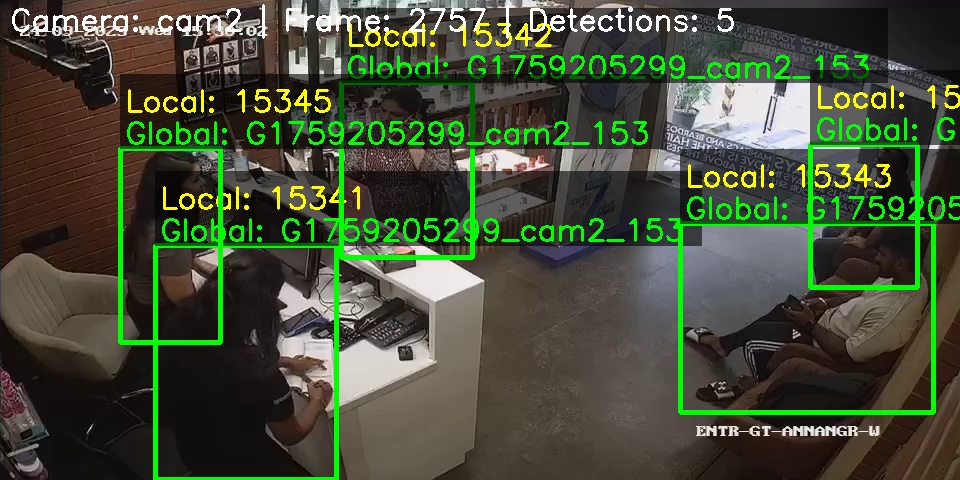 Camera: cam2 | Frame: 2757 | Detections: 5
Local: 15342
Global: G1759205299_cam2_153
Local: 15345
Global: G1759205299_cam2_153
Local: 15
Global: G
Local: 15341
Global: G1759205299_cam2_153
Local: 15343
Global: G1759205
ENTR-GT-ANNANGR-W